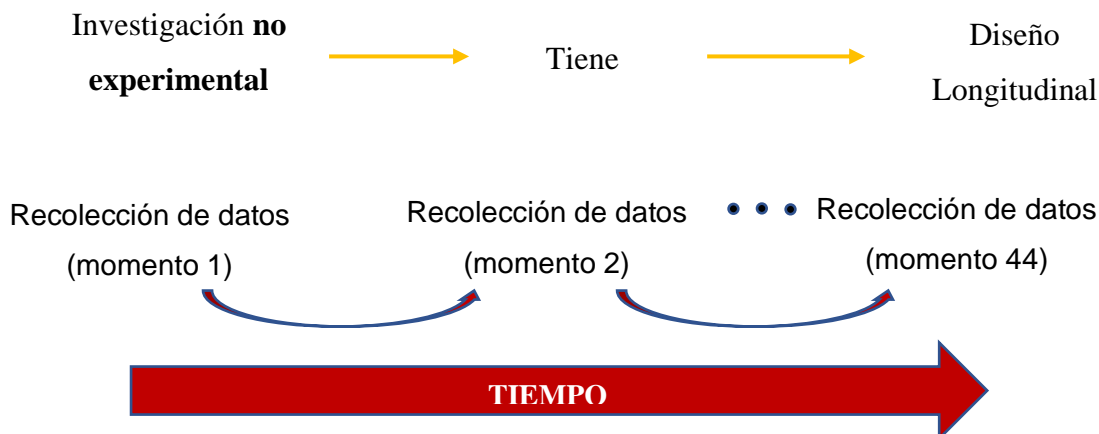 Investigación no
experimental
Tiene
Diseño
Longitudinal
Recolección de datos
(momento 1)
Recolección de datos
(momento 2)
Recolección de datos
(momento 44)
TIEMPO